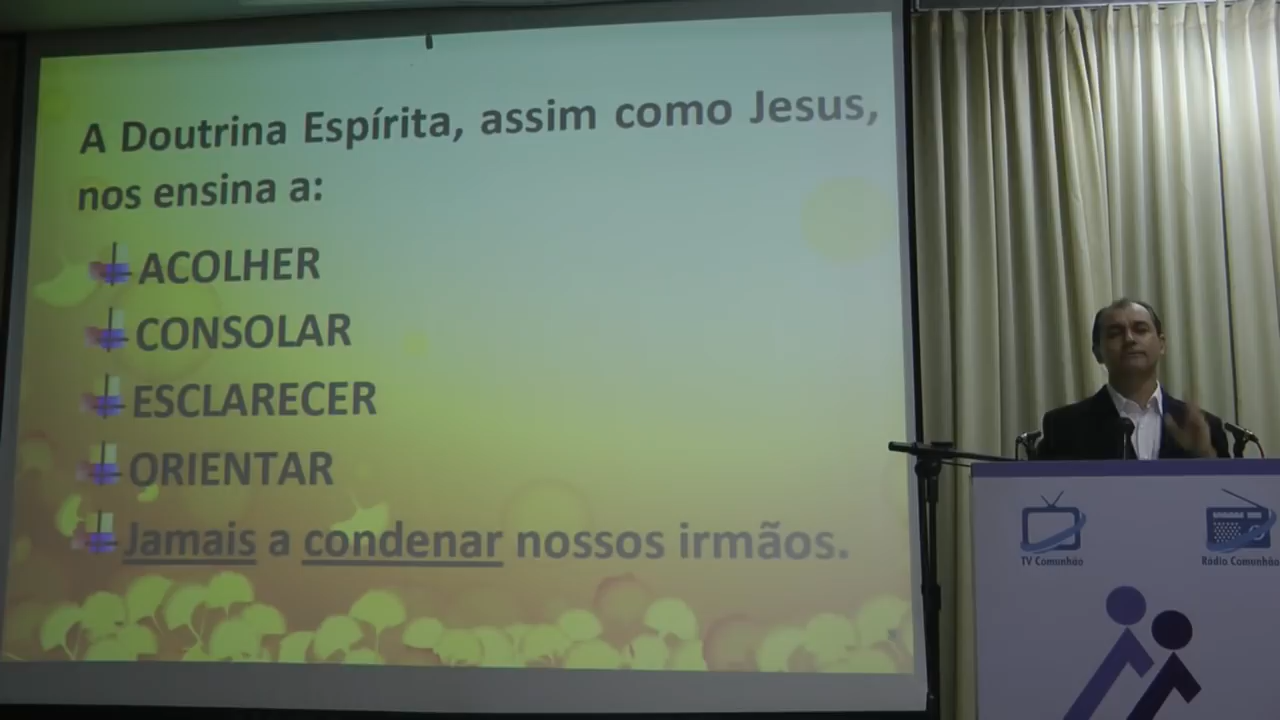 A Doutrina Espírita, assim como Jesus,
nos ensina a:
ACOLHER
CONSOLAR
ESCLARECER
ORIENTAR
Jamais a condenar nossos irmãos.
TV Comunhão
Rádio Comunhão